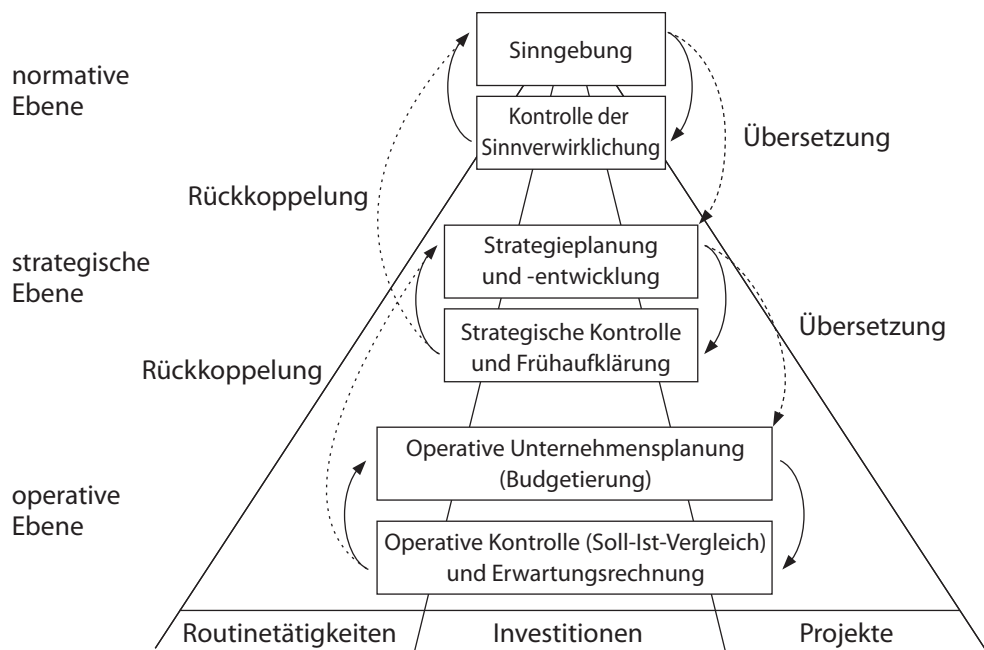 Sinngebung
normative
Ebene
Kontrolle der
Sinnverwirklichung
Übersetzung
Rückkoppelung
strategische
Ebene
Strategieplanung
und -entwicklung
Strategische Kontrolle
und Frühaufklärung
Übersetzung
Rückkoppelung
operative
Ebene
Operative Unternehmensplanung
(Budgetierung)
Operative Kontrolle (Soll-Ist-Vergleich)
und Erwartungsrechnung
Routinetätigkeiten
Investitionen
Projekte